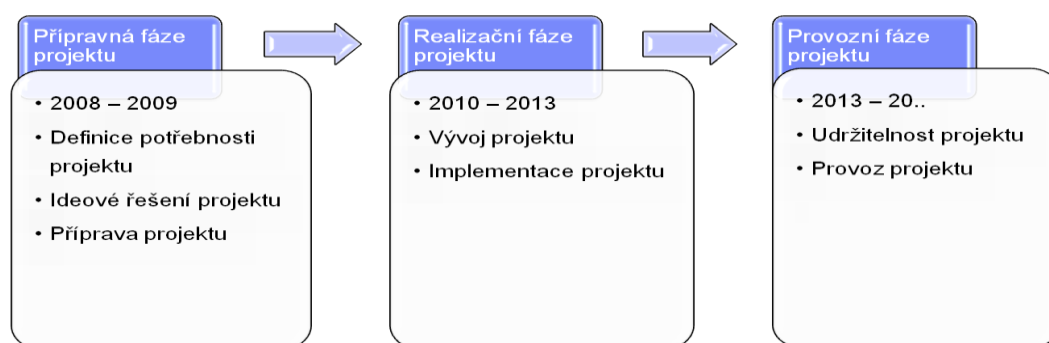 Přípravná fáze
projektu
• 2008 – 2009
• Definice potřebnosti
projektu
• Ideové řešení projektu
• Příprava projektu
Realizační fáze
projektu
• 2010 – 2013
• Vývoj projektu
• Implementace projektu
Provozní fáze
projektu
• 2013 – 20..
• Udržitelnost projektu
• Provoz projektu